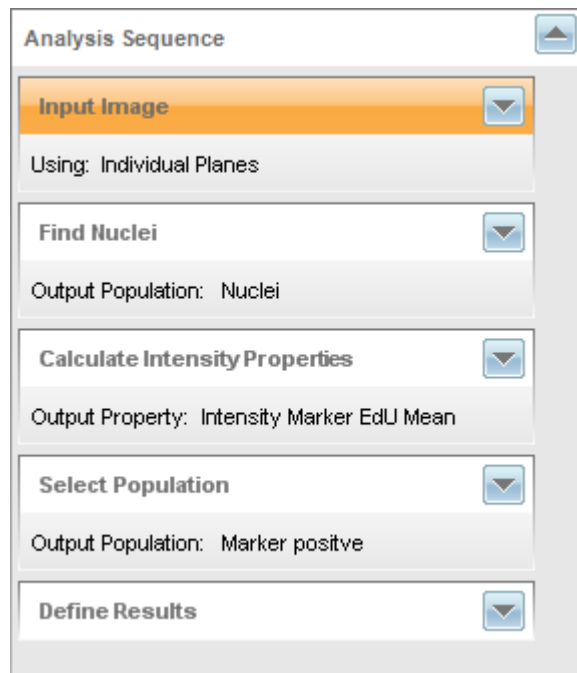 Analysis Sequence
Input Image
Using: Individual Planes
Find Nuclei
Output Population: Nuclei
Calculate Intensity Properties
Output Property: Intensity Marker EdU Mean
Select Population
Output Population: Marker positve
Define Results